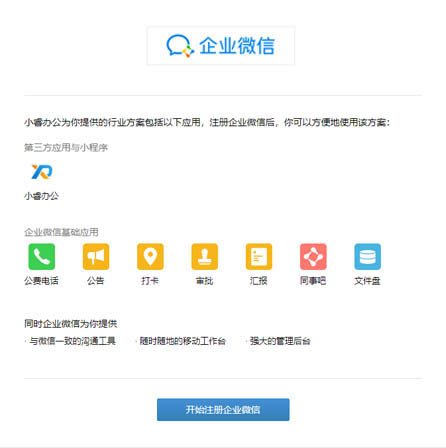 企业微信
小睿办公为你提供的行业方案包括以下应用，注册企业微信后，你可以方便地使用该方案：
第三方应用与小程序
小睿办公
企业微信基础应用
公费电话 公告 打卡 审批 汇报 同事吧 文件盘
同时企业微信为你提供
· 与微信一致的沟通工具 · 随时随地的移动工作台 · 强大的管理后台
开始注册企业微信